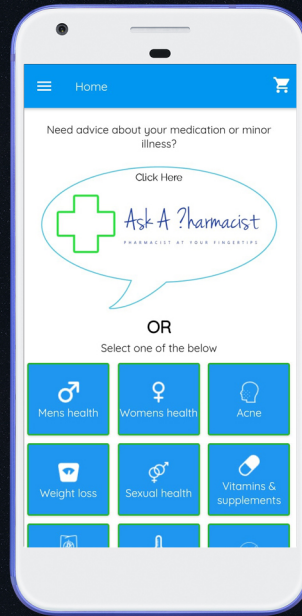 Home
Need advice about your medication or minor
illness?
Click Here
Ask A ?harmacist
PHARMACIST AT YOUR FINGERTIPS
OR
Select one of the below
Mens health
Womens health
Acne
Weight loss
Sexual health
Vitamins &
supplements